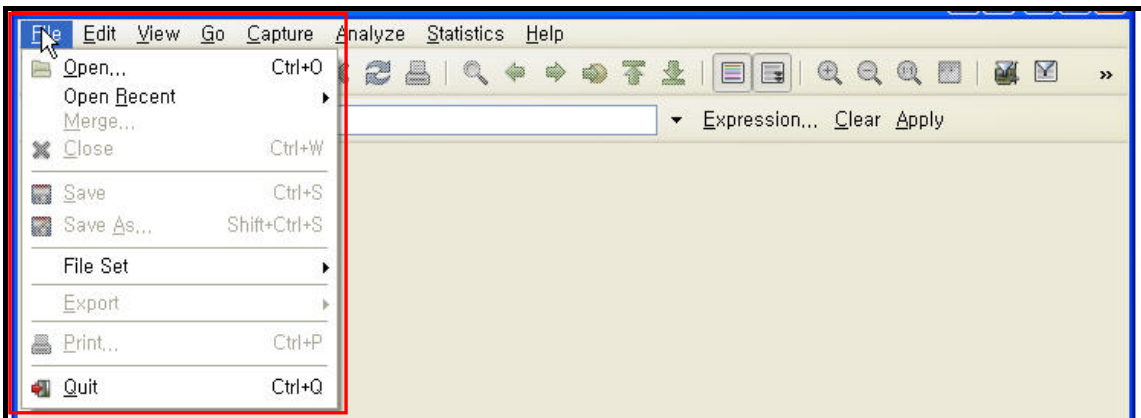 File Edit View Go Capture Analyze Statistics Help
Open... Ctrl+O
Open Recent
Merge...
Expression... Clear Apply
Close Ctrl+W
Save Ctrl+S
Save As... Shift+Ctrl+S
File Set
Export
Print... Ctrl+P
Quit Ctrl+Q